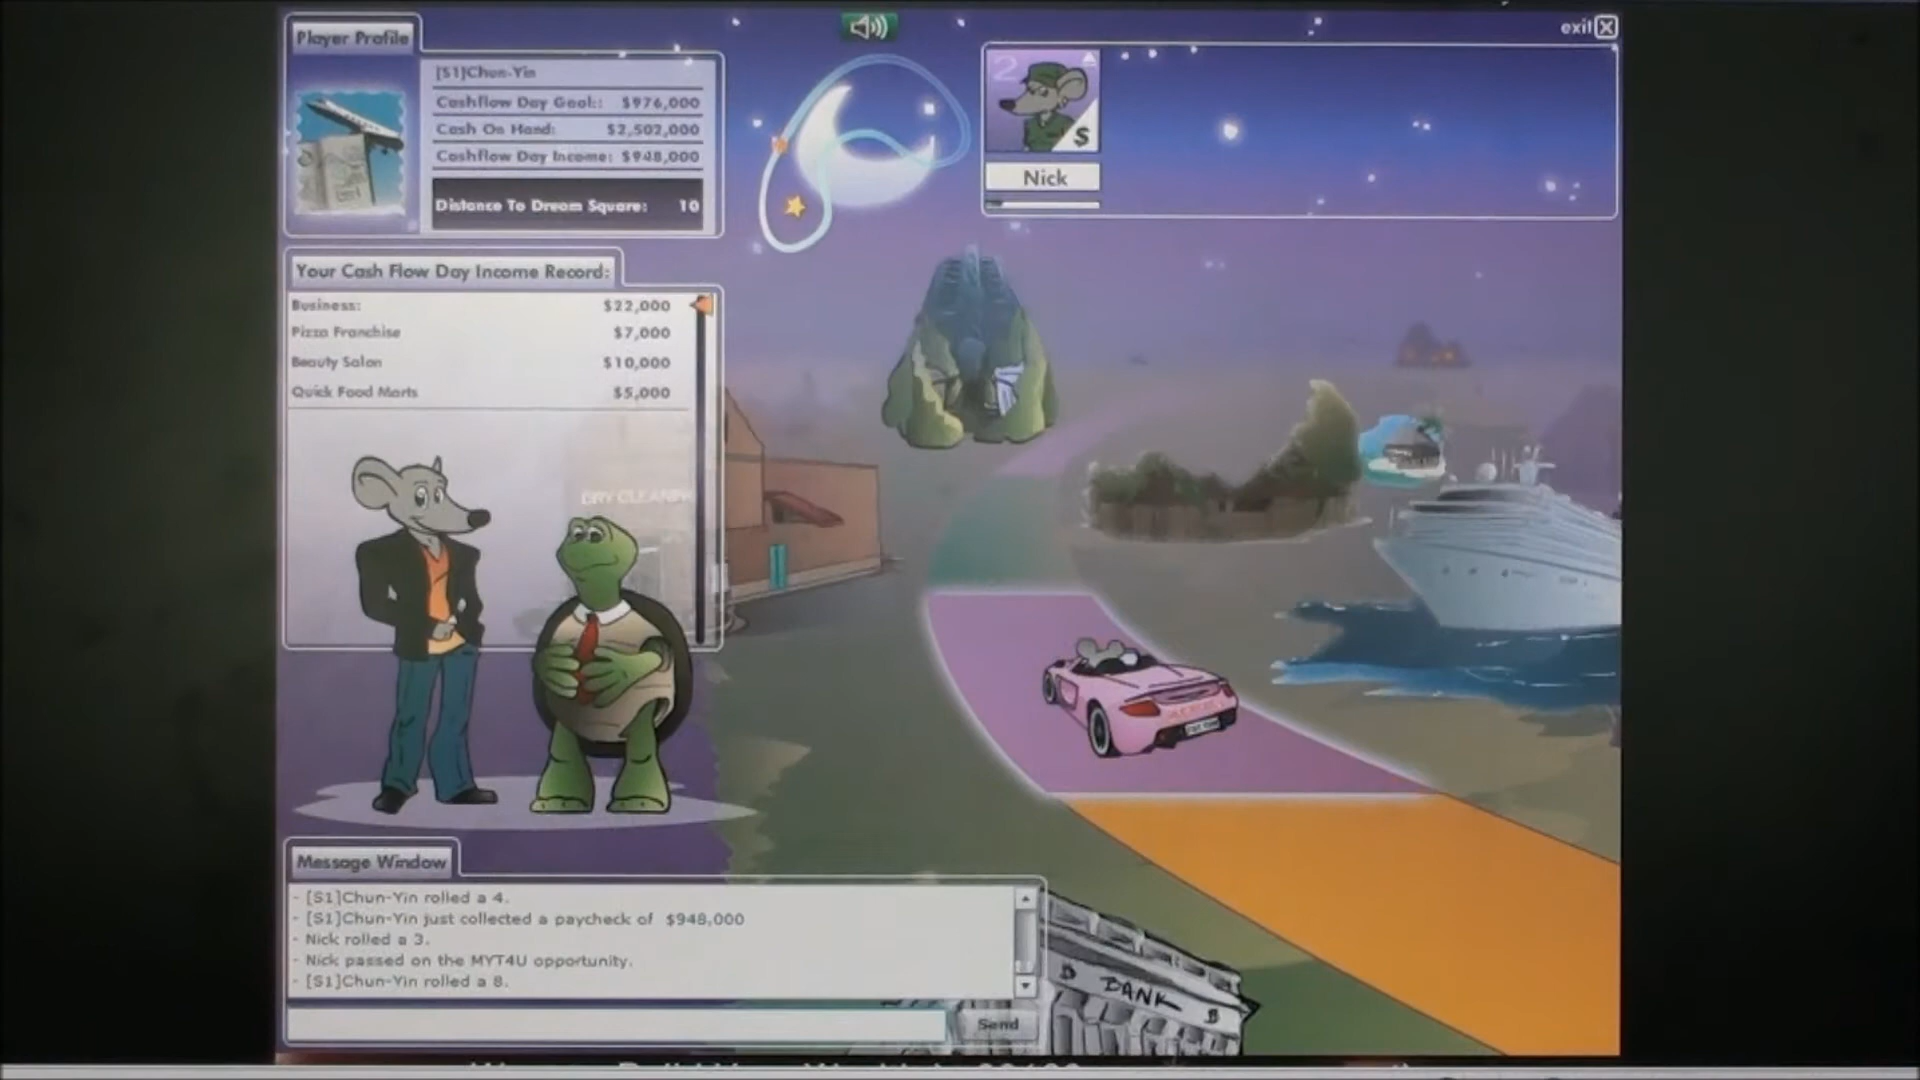 Player Profile
[S1]Chun-Yin
Cashflow Day Goal:: $976,000
Cash On Hand: $2,502,000
Cashflow Day Income: $948,000
Distance To Dream Square: 10
exit
2
$
Nick
Your Cash Flow Day Income Record:
Business: $22,000
Pizza Franchise $7,000
Beauty Salon $10,000
Quick Food Marts $5,000
DRY CLEANING
Message Window
- [S1]Chun-Yin rolled a 4.
- [S1]Chun-Yin just collected a paycheck of $948,000
- Nick rolled a 3.
- Nick passed on the MYT4U opportunity.
- [S1]Chun-Yin rolled a 8.
Send
B BANK B